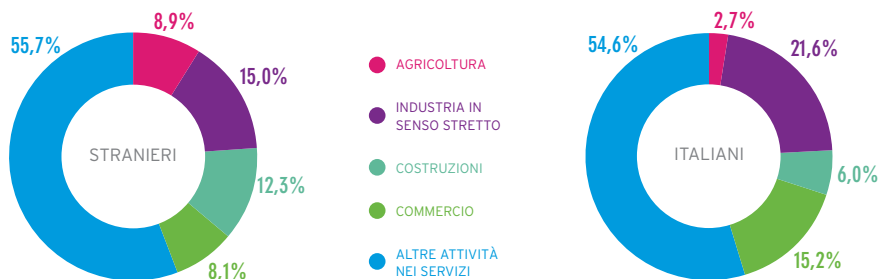 8,9%
55,7%
15,0%
STRANIERI
12,3%
8,1%
AGRICOLTURA
INDUSTRIA IN
SENSO STRETTO
COSTRUZIONI
COMMERCIO
ALTRE ATTIVITÀ
NEI SERVIZI
2,7%
54,6%
21,6%
ITALIANI
6,0%
15,2%